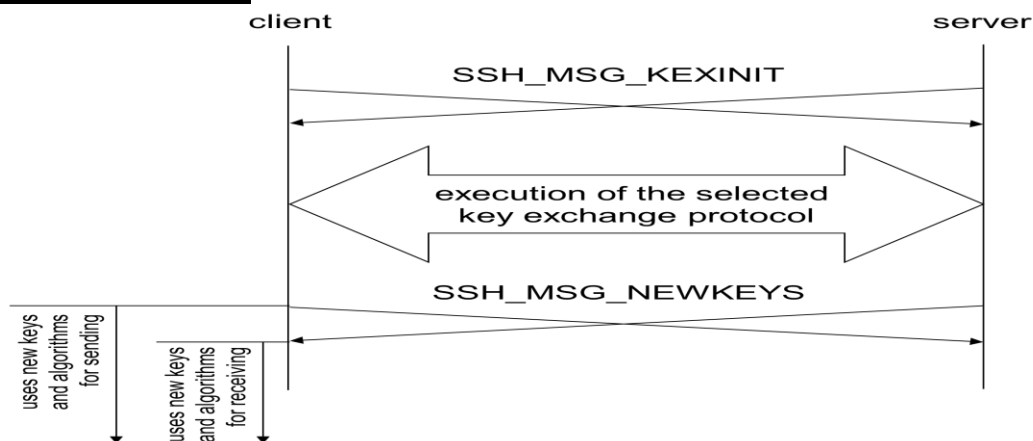 client
server
SSH_MSG_KEXINIT
execution of the selected
key exchange protocol
SSH_MSG_NEWKEYS
uses new keys
and algorithms
for sending
uses new keys
and algorithms
for receiving